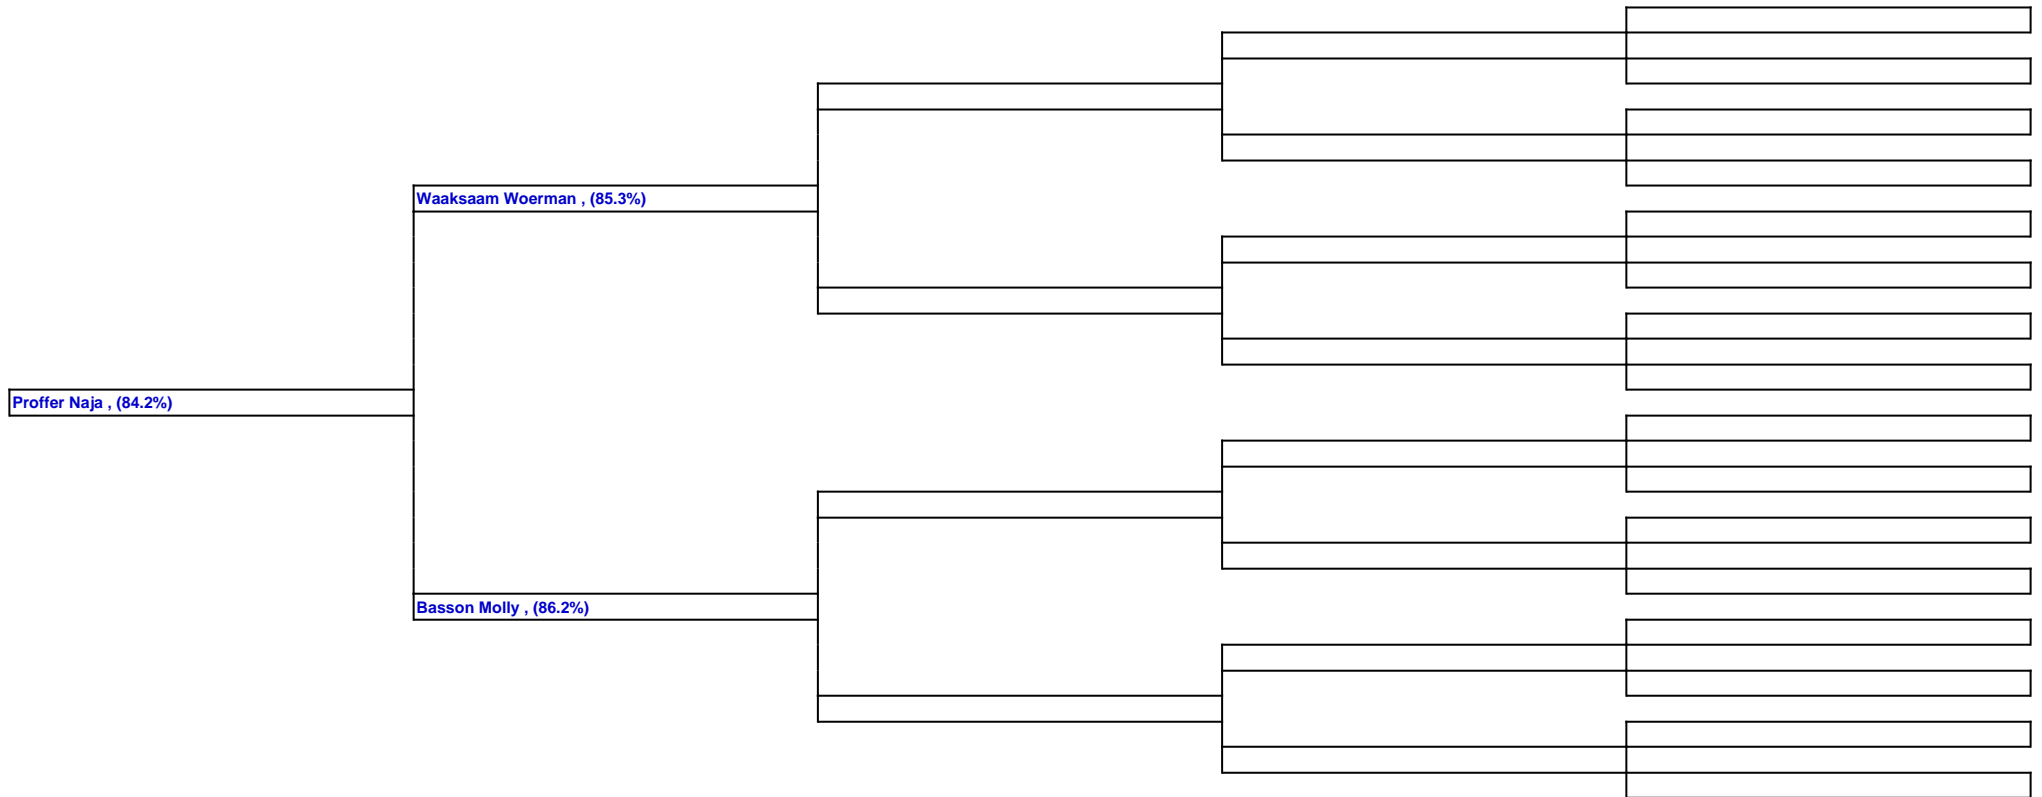 Waaksaam Woerman , (85.3%)
Proffer Naja , (84.2%)
Basson Molly , (86.2%)